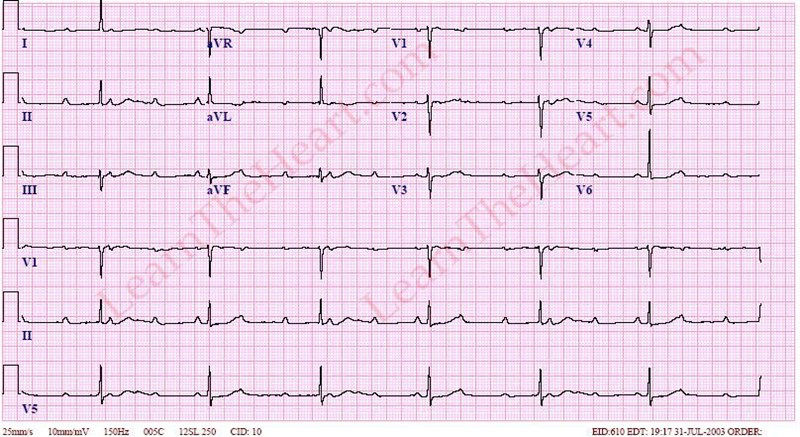 I aVR V1 V4
II aVL V2 V5
III aVF V3 V6
V1
II
V5
LearnTheHeart.com LearnTheHeart.com
25mm/s 10mm/mV 150Hz 005C 12SL 250 CID: 10 EID:610 EDT: 19:17 31-JUL-2003 ORDER: